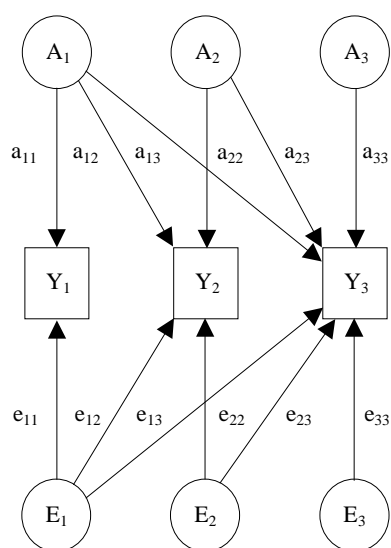 A₁ A₂ A₃
a₁₁ a₁₂ a₁₃ a₂₂ a₂₃ a₃₃
Y₁ Y₂ Y₃
e₁₁ e₁₂ e₁₃ e₂₂ e₂₃ e₃₃
E₁ E₂ E₃